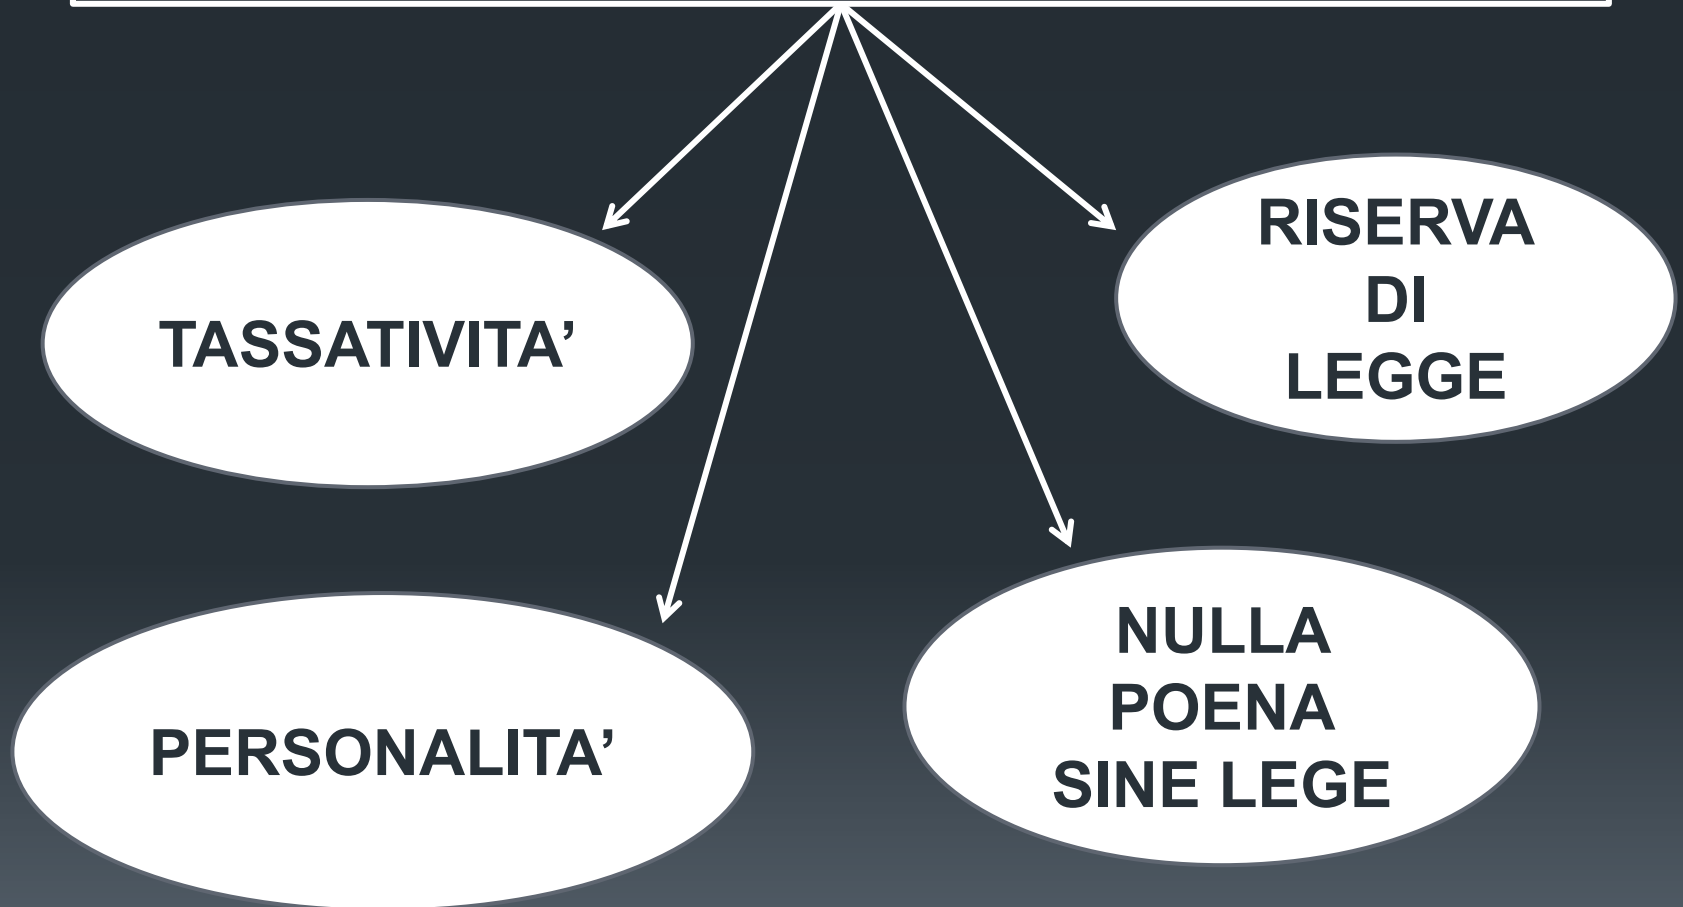 TASSATIVITA’
RISERVA
DI
LEGGE
PERSONALITA’
NULLA
POENA
SINE LEGE